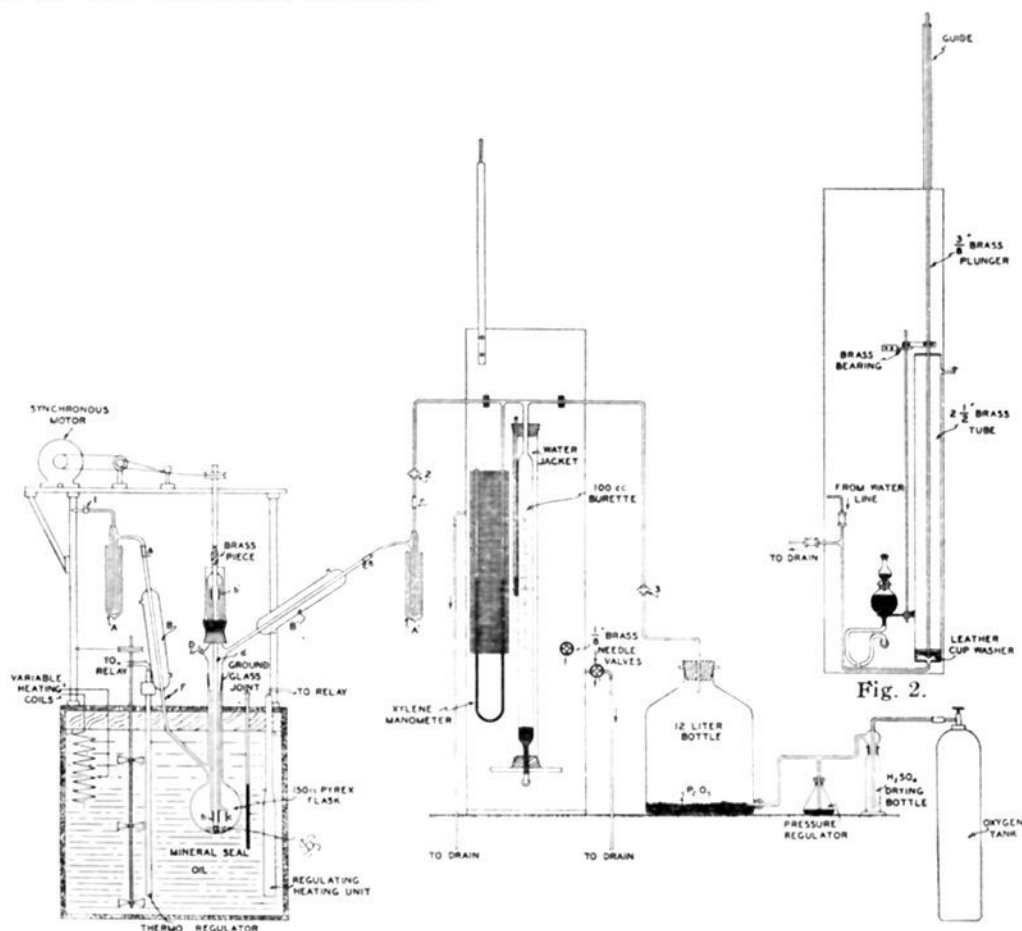 GUIDE
3/8" BRASS
PLUNGER
BRASS
BEARING
2 1/2" BRASS
TUBE
FROM WATER
LINE
TO DRAIN
LEATHER
CUP WASHER
Fig. 2.
SYNCHRONOUS
MOTOR
1
2
3
WATER
JACKET
100 cc.
BURETTE
BRASS
PIECE
A
B
D
d
F
TO RELAY
GROUND
GLASS
JOINT
TO RELAY
VARIABLE
HEATING
COILS
XYLENE
MANOMETER
1/8" BRASS
NEEDLE
VALVES
12 LITER
BOTTLE
P2O5
H2SO4
DRYING
BOTTLE
PRESSURE
REGULATOR
OXYGEN
TANK
150cc PYREX
FLASK
MINERAL SEAL
OIL
REGULATING
HEATING UNIT
THERMO REGULATOR
TO DRAIN
TO DRAIN